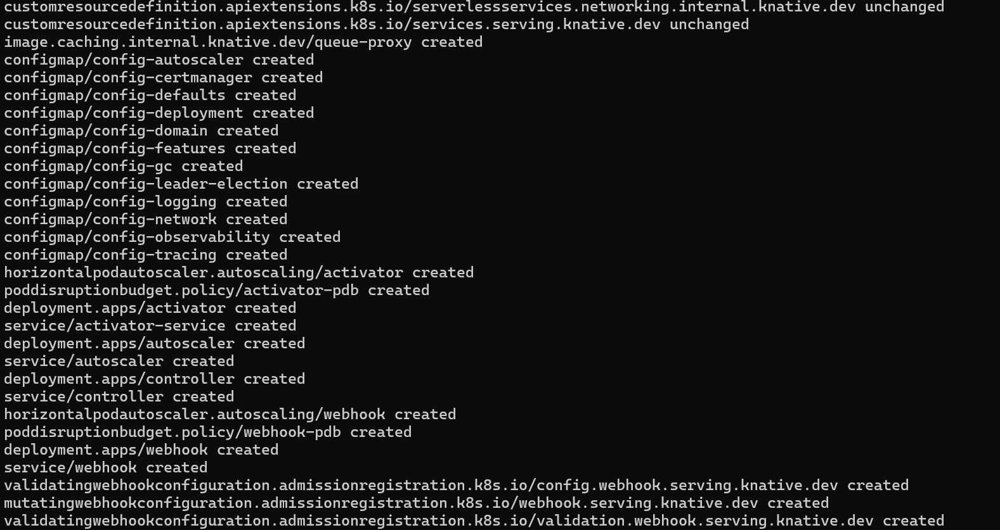 customresourcedefinition.apiextensions.k8s.io/serverlessservices.networking.internal.knative.dev unchanged
customresourcedefinition.apiextensions.k8s.io/services.serving.knative.dev unchanged
image.caching.internal.knative.dev/queue-proxy created
configmap/config-autoscaler created
configmap/config-certmanager created
configmap/config-defaults created
configmap/config-deployment created
configmap/config-domain created
configmap/config-features created
configmap/config-gc created
configmap/config-leader-election created
configmap/config-logging created
configmap/config-network created
configmap/config-observability created
configmap/config-tracing created
horizontalpodautoscaler.autoscaling/activator created
poddisruptionbudget.policy/activator-pdb created
deployment.apps/activator created
service/activator-service created
deployment.apps/autoscaler created
service/autoscaler created
deployment.apps/controller created
service/controller created
horizontalpodautoscaler.autoscaling/webhook created
poddisruptionbudget.policy/webhook-pdb created
deployment.apps/webhook created
service/webhook created
validatingwebhookconfiguration.admissionregistration.k8s.io/config.webhook.serving.knative.dev created
mutatingwebhookconfiguration.admissionregistration.k8s.io/webhook.serving.knative.dev created
validatingwebhookconfiguration.admissionregistration.k8s.io/validation.webhook.serving.knative.dev created